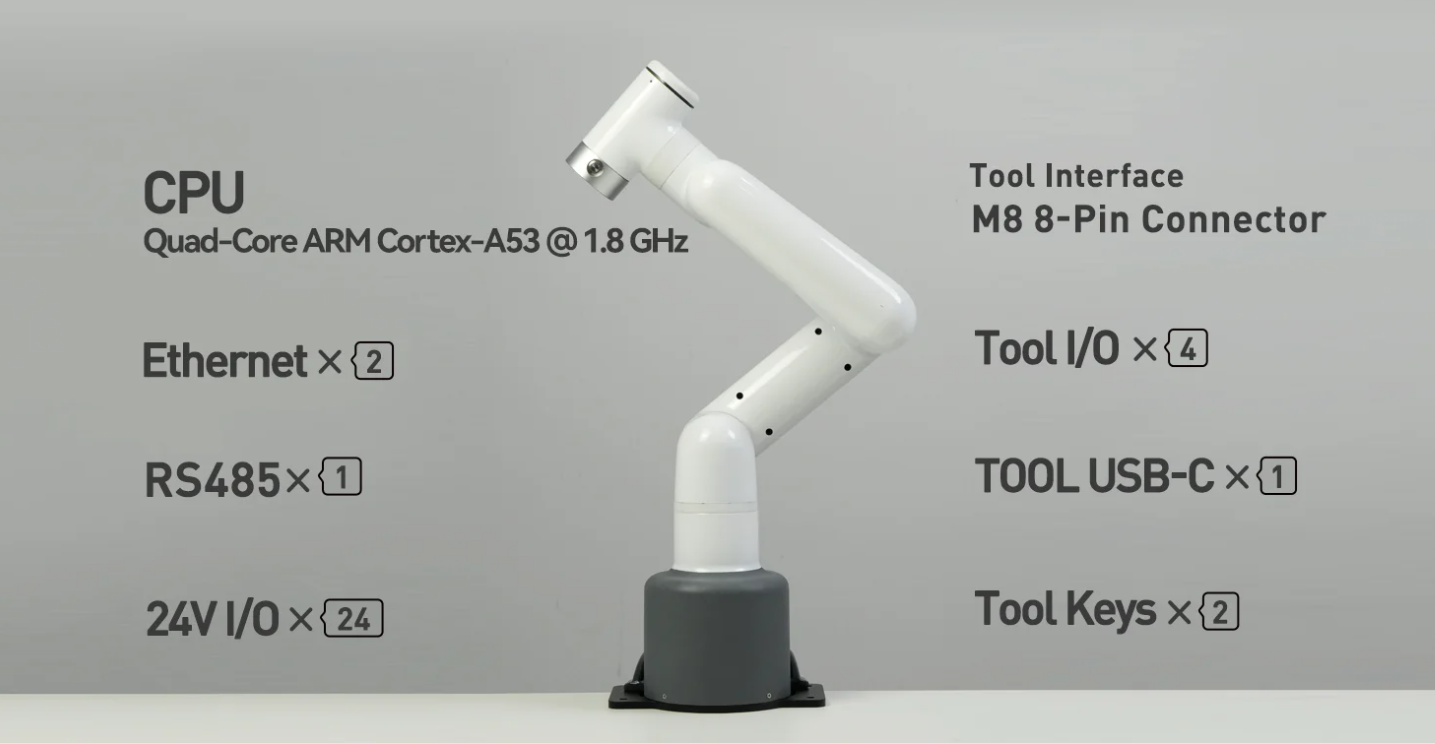 CPU
Quad-Core ARM Cortex-A53 @ 1.8 GHz
Ethernet × 2
RS485 × 1
24V I/O × 24
Tool Interface
M8 8-Pin Connector
Tool I/O × 4
TOOL USB-C × 1
Tool Keys × 2